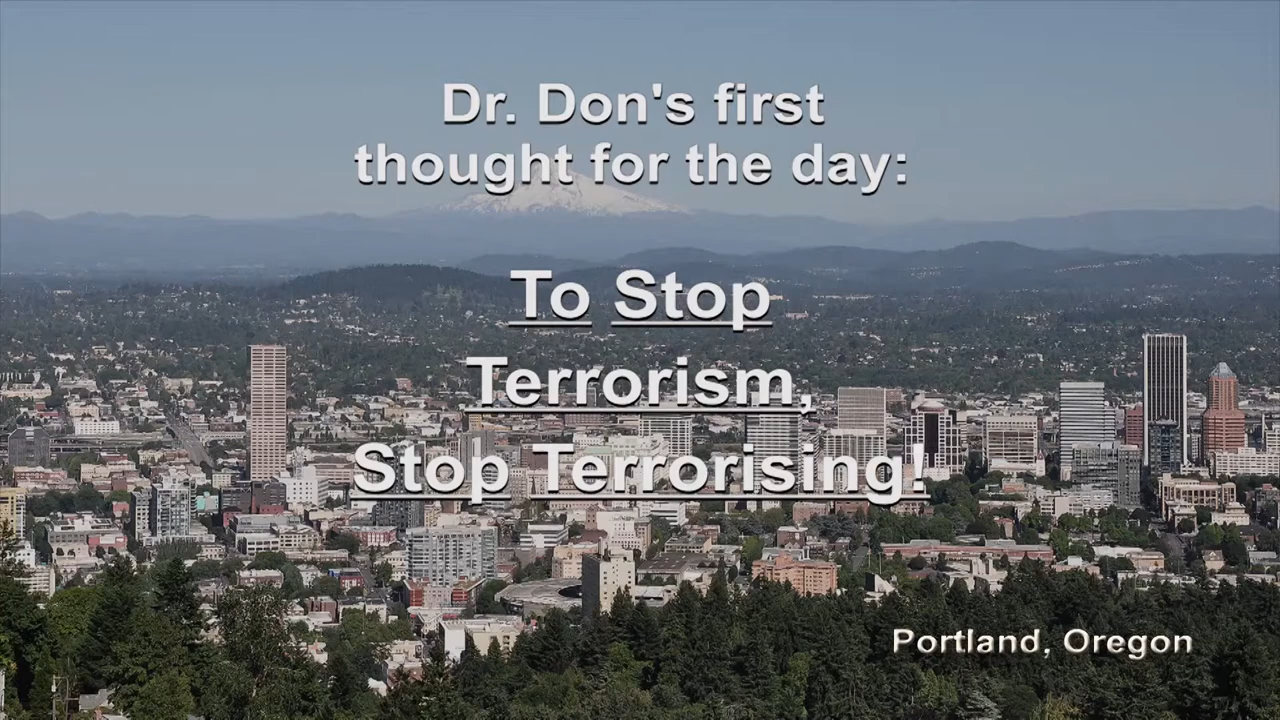 Dr. Don's first
thought for the day:
To Stop
Terrorism,
Stop Terrorising!
Portland, Oregon